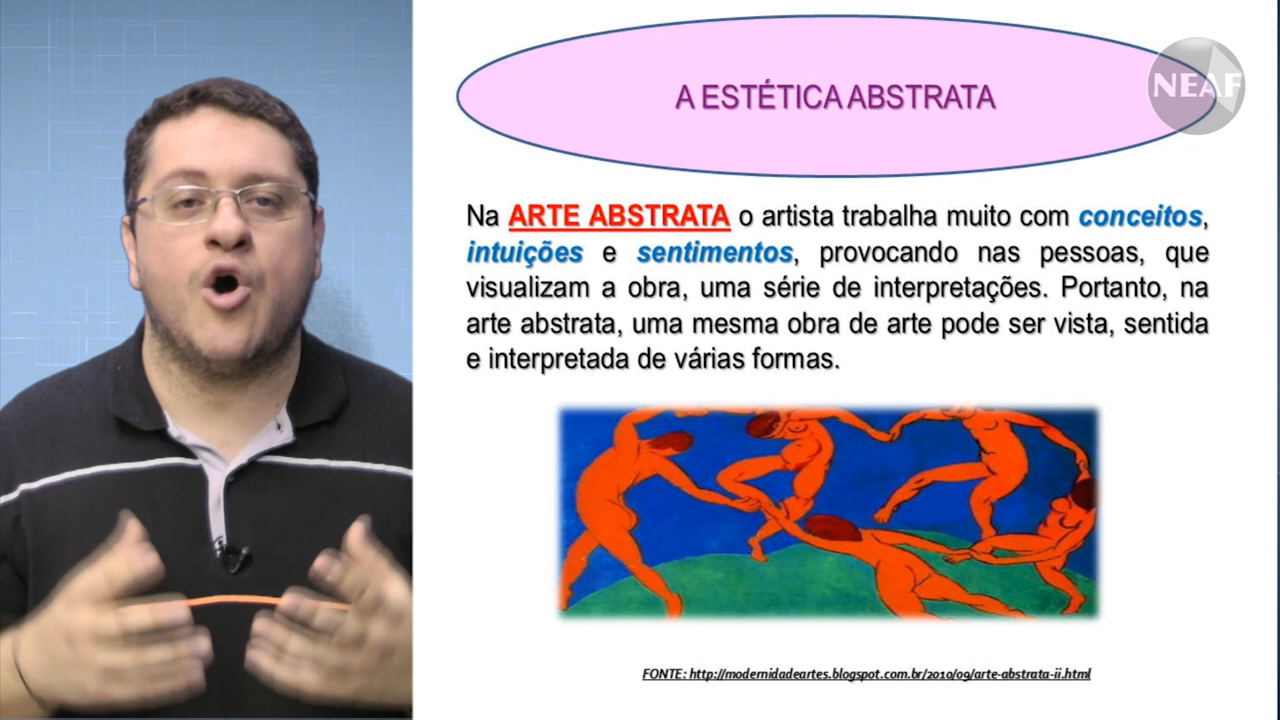 A ESTÉTICA ABSTRATA
NEAF
Na ARTE ABSTRATA o artista trabalha muito com conceitos,
intuições e sentimentos, provocando nas pessoas, que
visualizam a obra, uma série de interpretações. Portanto, na
arte abstrata, uma mesma obra de arte pode ser vista, sentida
e interpretada de várias formas.
FONTE: http://modernidadeartes.blogspot.com.br/2010/09/arte-abstrata-ii.html